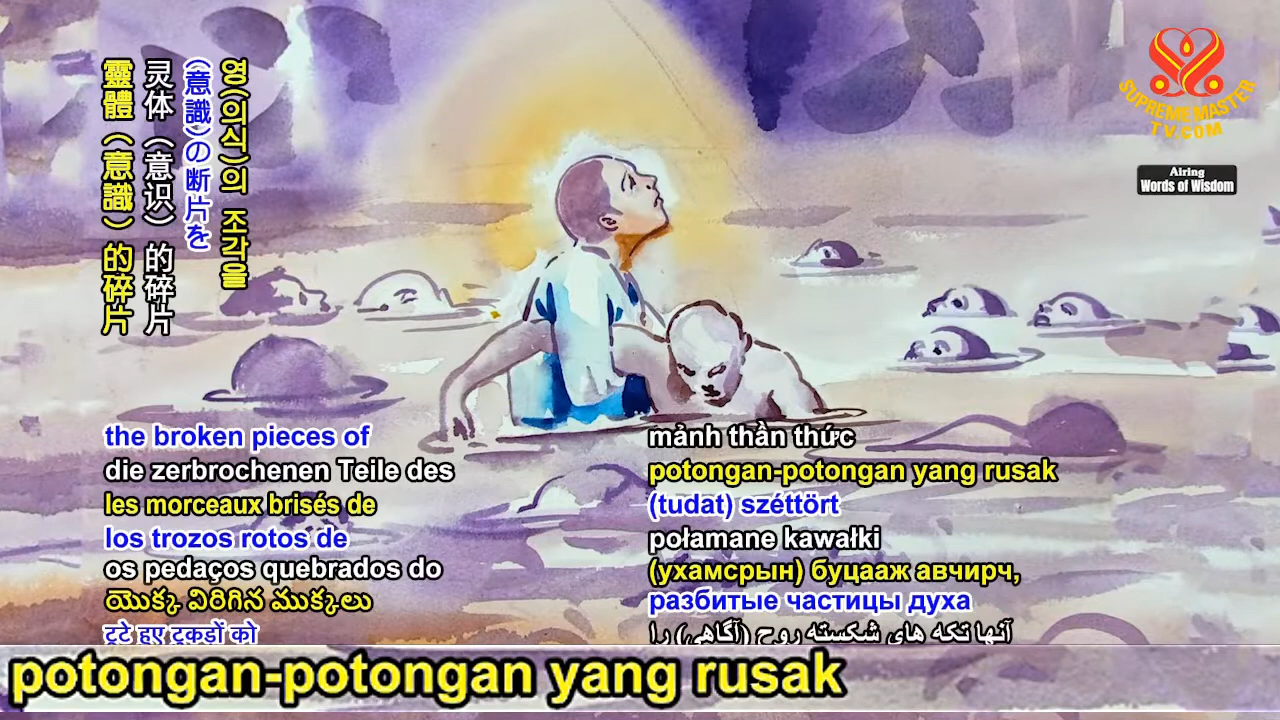 영(의식)의 조각을
(意識)の断片を
灵体（意识）的碎片
靈體（意識）的碎片
SUPREME MASTER
TV.COM
Airing
Words of Wisdom
the broken pieces of
die zerbrochenen Teile des
les morceaux brisés de
los trozos rotos de
os pedaços quebrados do
యొక్క విరిగిన ముక్కలు
टूटे हुए टुकड़ों को
mảnh thần thức
potongan-potongan yang rusak
(tudat) széttört
połamane kawałki
(ухамсрын) буцааж авчирч,
разбитые частицы духа
آنها تکه های شکسته روح (آگاهی) را
potongan-potongan yang rusak